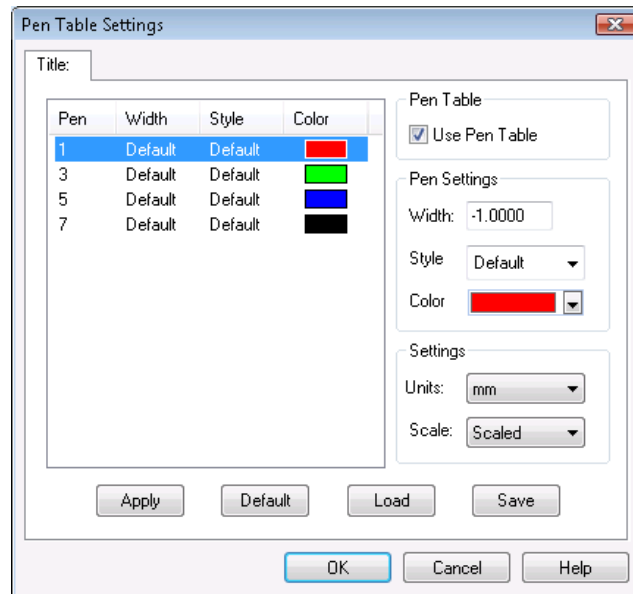 Pen Table Settings
Title:
Pen Width Style Color
1 Default Default
3 Default Default
5 Default Default
7 Default Default
Pen Table
Use Pen Table
Pen Settings
Width: -1.0000
Style Default
Color
Settings
Units: mm
Scale: Scaled
Apply Default Load Save
OK Cancel Help